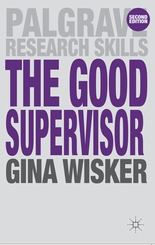 PALGRAVE
RESEARCH SKILLS
SECOND
EDITION
THE GOOD
SUPERVISOR
GINA WISKER